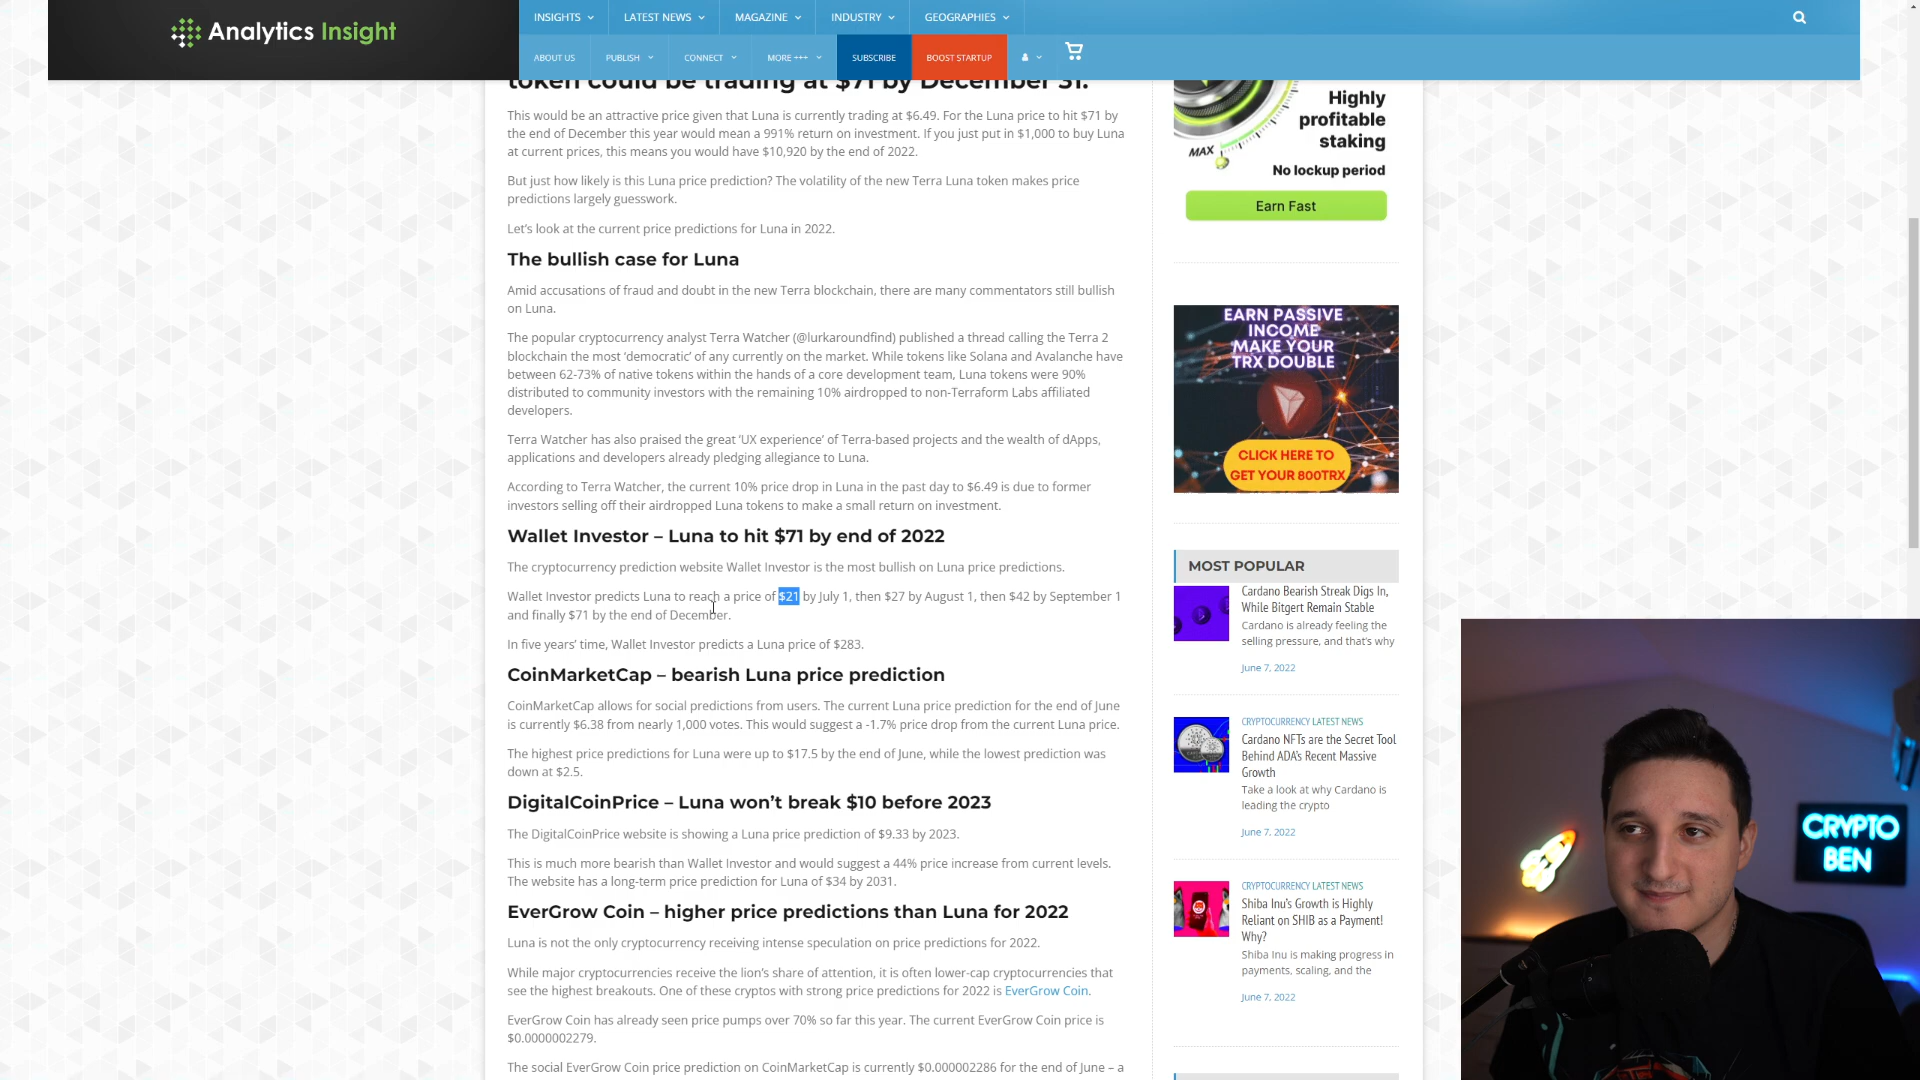 Analytics Insight
INSIGHTS
LATEST NEWS
MAGAZINE
INDUSTRY
GEOGRAPHIES
ABOUT US
PUBLISH
CONNECT
MORE +++
SUBSCRIBE
BOOST STARTUP
token could be trading at $71 by December 31.
This would be an attractive price given that Luna is currently trading at $6.49. For the Luna price to hit $71 by
the end of December this year would mean a 991% return on investment. If you just put in $1,000 to buy Luna
at current prices, this means you would have $10,920 by the end of 2022.
But just how likely is this Luna price prediction? The volatility of the new Terra Luna token makes price
predictions largely guesswork.
Let's look at the current price predictions for Luna in 2022.
The bullish case for Luna
Amid accusations of fraud and doubt in the new Terra blockchain, there are many commentators still bullish
on Luna.
The popular cryptocurrency analyst Terra Watcher (@lurkaroundfind) published a thread calling the Terra 2
blockchain the most 'democratic' of any currently on the market. While tokens like Solana and Avalanche have
between 62-73% of native tokens within the hands of a core development team, Luna tokens were 90%
distributed to community investors with the remaining 10% airdropped to non-Terraform Labs affiliated
developers.
Terra Watcher has also praised the great 'UX experience' of Terra-based projects and the wealth of dApps,
applications and developers already pledging allegiance to Luna.
According to Terra Watcher, the current 10% price drop in Luna in the past day to $6.49 is due to former
investors selling off their airdropped Luna tokens to make a small return on investment.
Wallet Investor – Luna to hit $71 by end of 2022
The cryptocurrency prediction website Wallet Investor is the most bullish on Luna price predictions.
Wallet Investor predicts Luna to reach a price of $21 by July 1, then $27 by August 1, then $42 by September 1
and finally $71 by the end of December.
In five years' time, Wallet Investor predicts a Luna price of $283.
CoinMarketCap – bearish Luna price prediction
CoinMarketCap allows for social predictions from users. The current Luna price prediction for the end of June
is currently $6.38 from nearly 1,000 votes. This would suggest a -1.7% price drop from the current Luna price.
The highest price predictions for Luna were up to $17.5 by the end of June, while the lowest prediction was
down at $2.5.
DigitalCoinPrice – Luna won't break $10 before 2023
The DigitalCoinPrice website is showing a Luna price prediction of $9.33 by 2023.
This is much more bearish than Wallet Investor and would suggest a 44% price increase from current levels.
The website has a long-term price prediction for Luna of $34 by 2031.
EverGrow Coin – higher price predictions than Luna for 2022
Luna is not the only cryptocurrency receiving intense speculation on price predictions for 2022.
While major cryptocurrencies receive the lion's share of attention, it is often lower-cap cryptocurrencies that
see the highest breakouts. One of these cryptos with strong price predictions for 2022 is EverGrow Coin.
EverGrow Coin has already seen price pumps over 70% so far this year. The current EverGrow Coin price is
$0.0000002279.
The social EverGrow Coin price prediction on CoinMarketCap is currently $0.000002286 for the end of June – a
MAX
Highly
profitable
staking
No lockup period
Earn Fast
EARN PASSIVE
INCOME
MAKE YOUR
TRX DOUBLE
CLICK HERE TO
GET YOUR 800TRX
MOST POPULAR
Cardano Bearish Streak Digs In,
While Bitgert Remain Stable
Cardano is already feeling the
selling pressure, and that's why
June 7, 2022
CRYPTOCURRENCY LATEST NEWS
Cardano NFTs are the Secret Tool
Behind ADA's Recent Massive
Growth
Take a look at why Cardano is
leading the crypto
June 7, 2022
CRYPTOCURRENCY LATEST NEWS
Shiba Inu's Growth is Highly
Reliant on SHIB as a Payment!
Why?
Shiba Inu is making progress in
payments, scaling, and the
June 7, 2022
CRYPTO
BEN